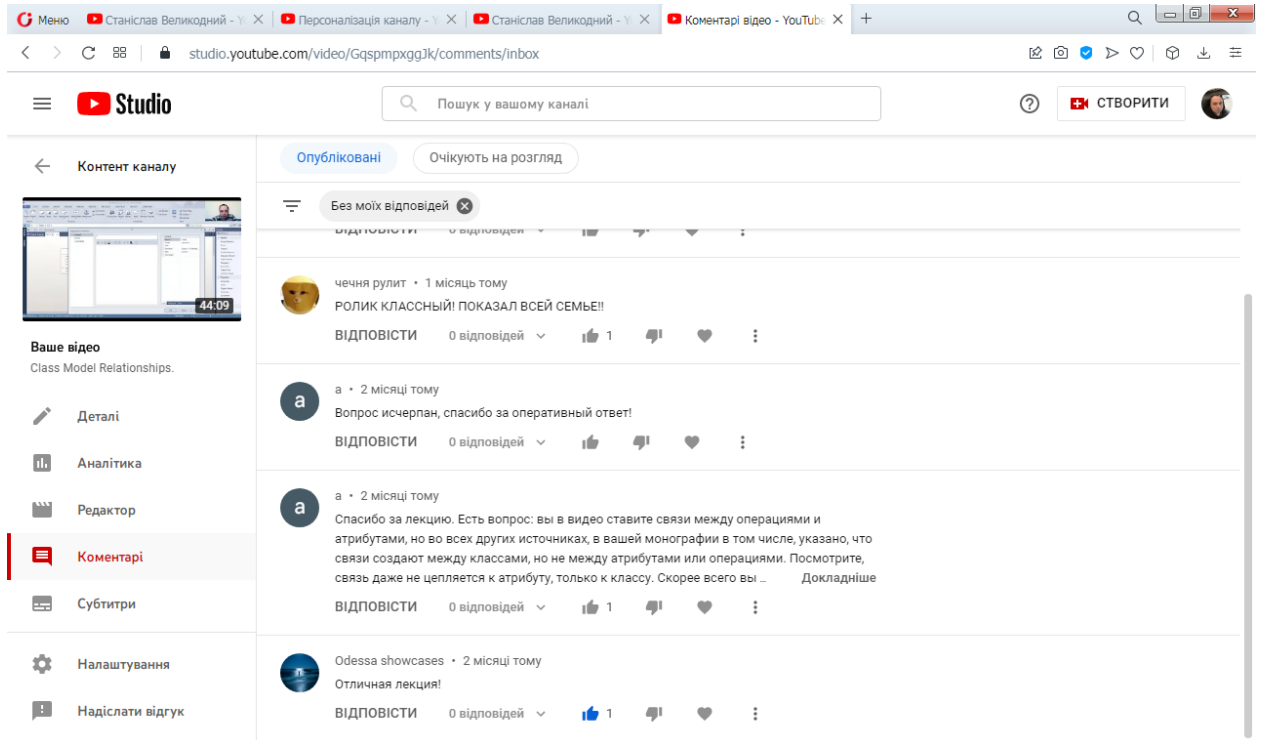 Меню
Станіслав Великодний - Y
Персоналізація каналу - Y
Станіслав Великодний - Y
Коментарі відео - YouTube
studio.youtube.com/video/GqspmpxggJk/comments/inbox
Studio
Пошук у вашому каналі
СТВОРИТИ
Контент каналу
44:09
Ваше відео
Class Model Relationships.
Деталі
Аналітика
Редактор
Коментарі
Субтитри
Налаштування
Надіслати відгук
Опубліковані
Очікують на розгляд
Без моїх відповідей
ВІДПОВІСТИ 0 відповідей
чечня рулит • 1 місяць тому
РОЛИК КЛАССНЫЙ! ПОКАЗАЛ ВСЕЙ СЕМЬЕ!!
ВІДПОВІСТИ 0 відповідей 1
a
a • 2 місяці тому
Вопрос исчерпан, спасибо за оперативный ответ!
ВІДПОВІСТИ 0 відповідей
a
a • 2 місяці тому
Спасибо за лекцию. Есть вопрос: вы в видео ставите связи между операциями и
атрибутами, но во всех других источниках, в вашей монографии в том числе, указано, что
связи создают между классами, но не между атрибутами или операциями. Посмотрите,
связь даже не цепляется к атрибуту, только к классу. Скорее всего вы ... Докладніше
ВІДПОВІСТИ 0 відповідей 1
Odessa showcases • 2 місяці тому
Отличная лекция!
ВІДПОВІСТИ 0 відповідей 1